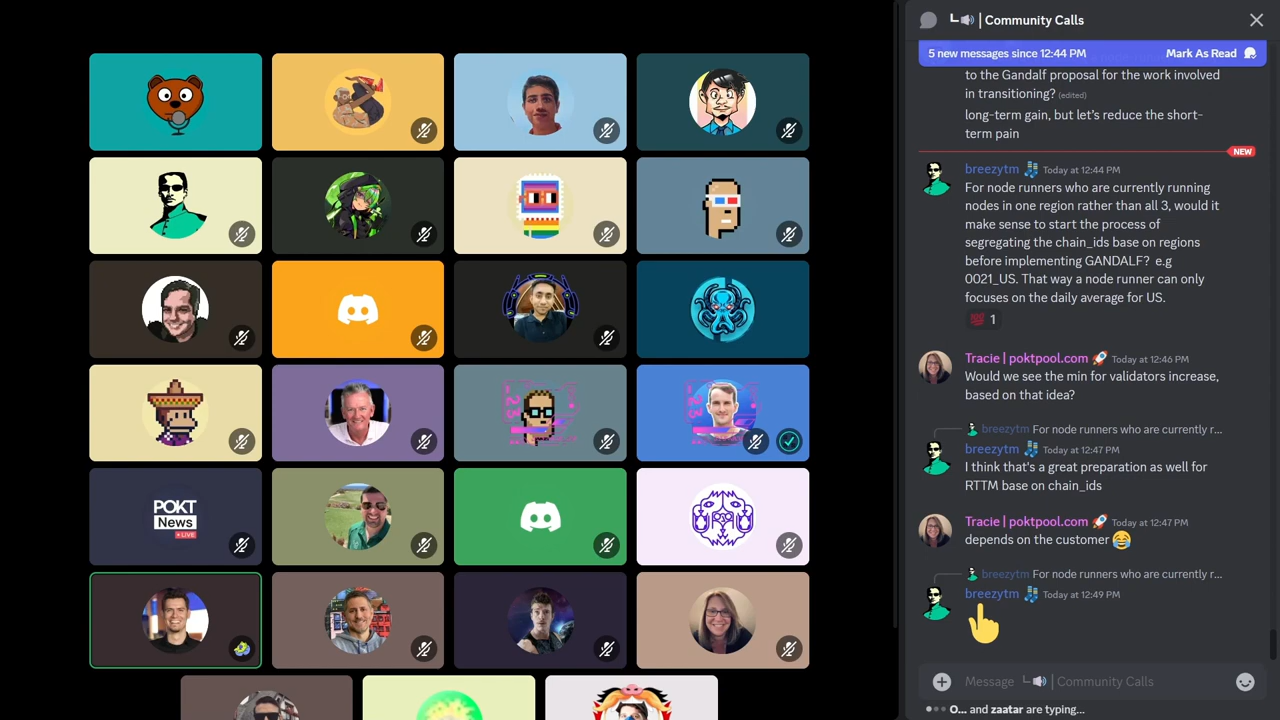 └🔊 | Community Calls
5 new messages since 12:44 PM Mark As Read
to the Gandalf proposal for the work involved
in transitioning? (edited)
long-term gain, but let's reduce the short-
term pain
NEW
breezytm Today at 12:44 PM
For node runners who are currently running
nodes in one region rather than all 3, would it
make sense to start the process of
segregating the chain_ids base on regions
before implementing GANDALF? e.g
0021_US. That way a node runner can only
focuses on the daily average for US.
💯 1
Tracie | poktpool.com 🚀 Today at 12:46 PM
Would we see the min for validators increase,
based on that idea?
breezytm For node runners who are currently r...
breezytm Today at 12:47 PM
I think that's a great preparation as well for
RTTM base on chain_ids
Tracie | poktpool.com 🚀 Today at 12:47 PM
depends on the customer 😂
breezytm For node runners who are currently r...
breezytm Today at 12:49 PM
👆
Message └🔊 | Community Calls
O... and zaatar are typing...
POKT
News
LIVE